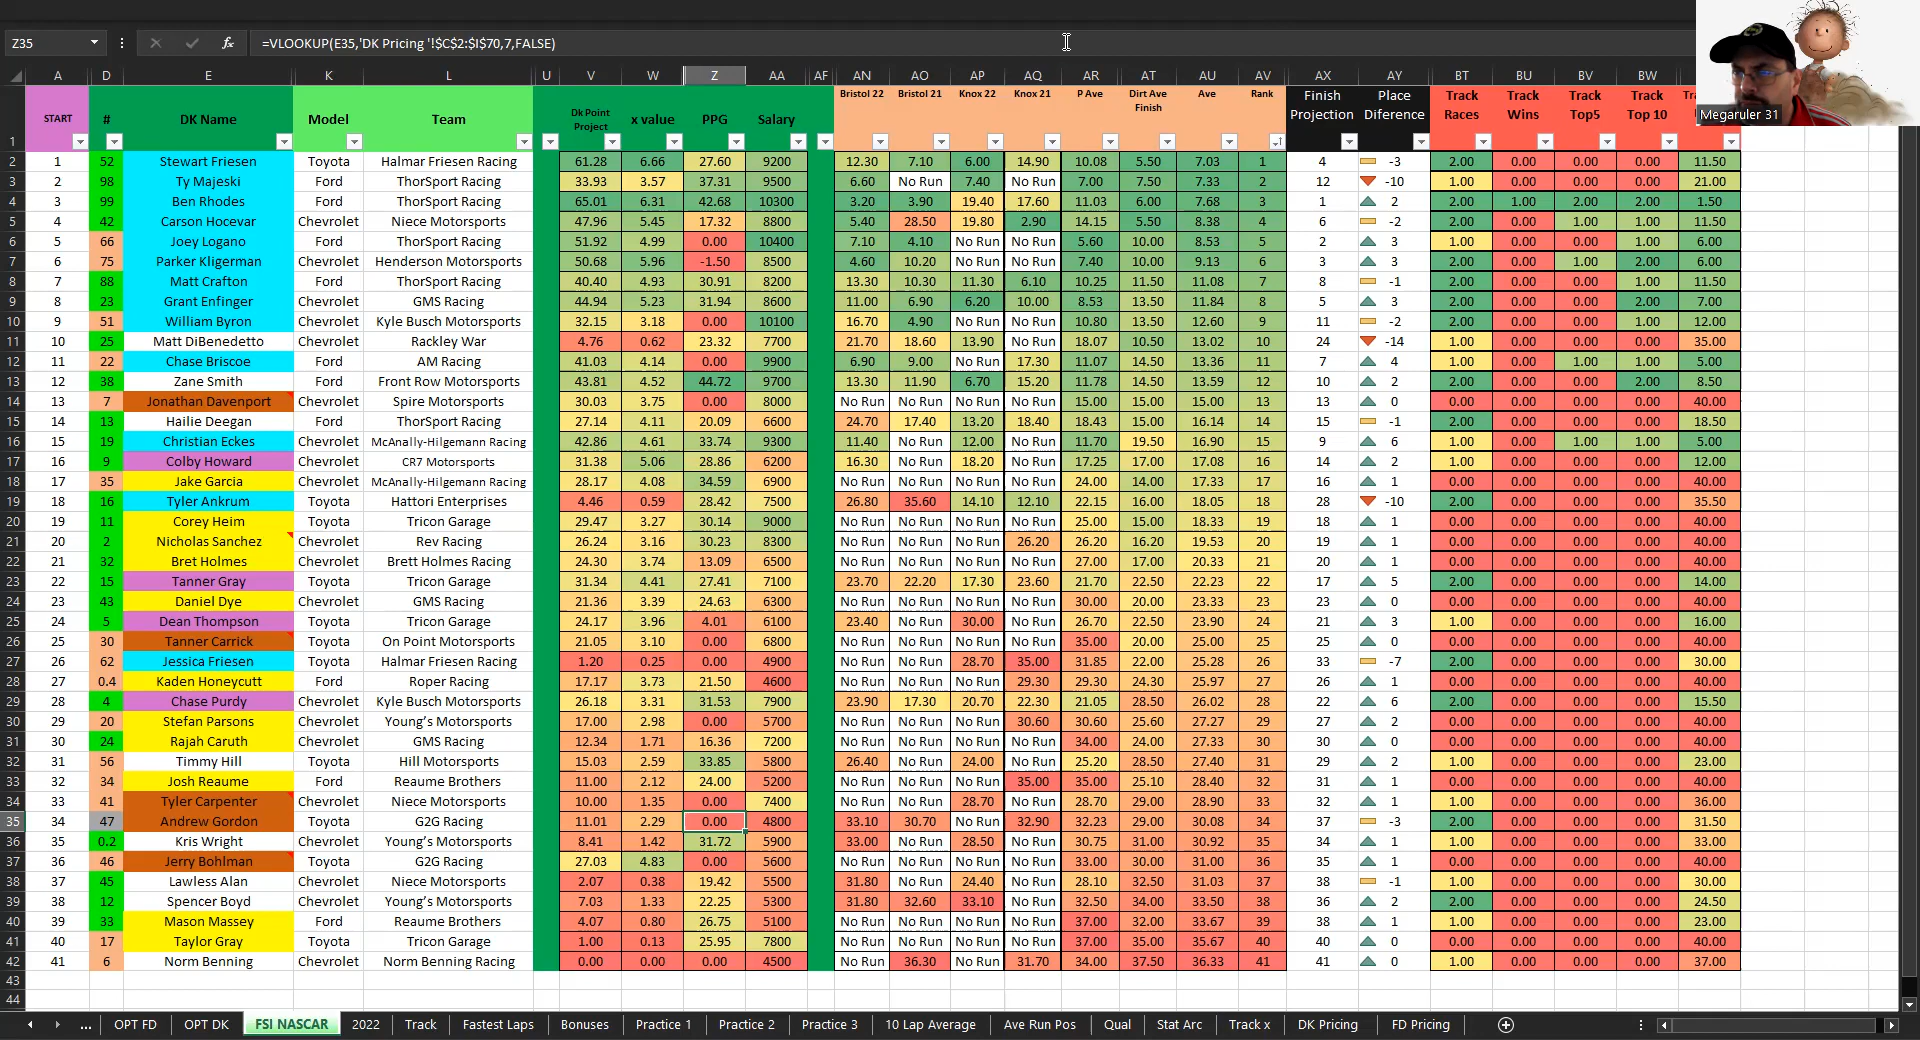 Z35 fx =VLOOKUP(E35,'DK Pricing '!$C$2:$I$70,7,FALSE)
Megaruler 31
A D E K L U V W Z AA AF AN AO AP AQ AR AT AU AV AX AY BT BU BV BW
1 START # DK Name Model Team Dk Point Project x value PPG Salary Bristol 22 Bristol 21 Knox 22 Knox 21 P Ave Dirt Ave Finish Ave Rank Finish Projection Place Diference Track Races Track Wins Track Top5 Track Top 10
2 1 52 Stewart Friesen Toyota Halmar Friesen Racing 61.28 6.66 27.60 9200 12.30 7.10 6.00 14.90 10.08 5.50 7.03 1 4 -3 2.00 0.00 0.00 0.00 11.50
3 2 98 Ty Majeski Ford ThorSport Racing 33.93 3.57 37.31 9500 6.60 No Run 7.40 No Run 7.00 7.50 7.33 2 12 -10 1.00 0.00 0.00 0.00 21.00
4 3 99 Ben Rhodes Ford ThorSport Racing 65.01 6.31 42.68 10300 3.20 3.90 19.40 17.60 11.03 6.00 7.68 3 1 2 2.00 1.00 2.00 2.00 1.50
5 4 42 Carson Hocevar Chevrolet Niece Motorsports 47.96 5.45 17.32 8800 5.40 28.50 19.80 2.90 14.15 5.50 8.38 4 6 -2 2.00 0.00 1.00 1.00 11.50
6 5 66 Joey Logano Ford ThorSport Racing 51.92 4.99 0.00 10400 7.10 4.10 No Run No Run 5.60 10.00 8.53 5 2 3 1.00 0.00 0.00 1.00 6.00
7 6 75 Parker Kligerman Chevrolet Henderson Motorsports 50.68 5.96 -1.50 8500 4.60 10.20 No Run No Run 7.40 10.00 9.13 6 3 3 2.00 0.00 1.00 2.00 6.00
8 7 88 Matt Crafton Ford ThorSport Racing 40.40 4.93 30.91 8200 13.30 10.30 11.30 6.10 10.25 11.50 11.08 7 8 -1 2.00 0.00 0.00 1.00 11.50
9 8 23 Grant Enfinger Chevrolet GMS Racing 44.94 5.23 31.94 8600 11.00 6.90 6.20 10.00 8.53 13.50 11.84 8 5 3 2.00 0.00 0.00 2.00 7.00
10 9 51 William Byron Chevrolet Kyle Busch Motorsports 32.15 3.18 0.00 10100 16.70 4.90 No Run No Run 10.80 13.50 12.60 9 11 -2 2.00 0.00 0.00 1.00 12.00
11 10 25 Matt DiBenedetto Chevrolet Rackley War 4.76 0.62 23.32 7700 21.70 18.60 13.90 No Run 18.07 10.50 13.02 10 24 -14 1.00 0.00 0.00 0.00 35.00
12 11 22 Chase Briscoe Ford AM Racing 41.03 4.14 0.00 9900 6.90 9.00 No Run 17.30 11.07 14.50 13.36 11 7 4 1.00 0.00 1.00 1.00 5.00
13 12 38 Zane Smith Ford Front Row Motorsports 43.81 4.52 44.72 9700 13.30 11.90 6.70 15.20 11.78 14.50 13.59 12 10 2 2.00 0.00 0.00 2.00 8.50
14 13 7 Jonathan Davenport Chevrolet Spire Motorsports 30.03 3.75 0.00 8000 No Run No Run No Run No Run 15.00 15.00 15.00 13 13 0 0.00 0.00 0.00 0.00 40.00
15 14 13 Hailie Deegan Ford ThorSport Racing 27.14 4.11 20.09 6600 24.70 17.40 13.20 18.40 18.43 15.00 16.14 14 15 -1 2.00 0.00 0.00 0.00 18.50
16 15 19 Christian Eckes Chevrolet McAnally-Hilgemann Racing 42.86 4.61 33.74 9300 11.40 No Run 12.00 No Run 11.70 19.50 16.90 15 9 6 1.00 0.00 1.00 1.00 5.00
17 16 9 Colby Howard Chevrolet CR7 Motorsports 31.38 5.06 28.86 6200 16.30 No Run 18.20 No Run 17.25 17.00 17.08 16 14 2 1.00 0.00 0.00 0.00 12.00
18 17 35 Jake Garcia Chevrolet McAnally-Hilgemann Racing 28.17 4.08 34.59 6900 No Run No Run No Run No Run 24.00 14.00 17.33 17 16 1 0.00 0.00 0.00 0.00 40.00
19 18 16 Tyler Ankrum Toyota Hattori Enterprises 4.46 0.59 28.42 7500 26.80 35.60 14.10 12.10 22.15 16.00 18.05 18 28 -10 2.00 0.00 0.00 0.00 35.50
20 19 11 Corey Heim Toyota Tricon Garage 29.47 3.27 30.14 9000 No Run No Run No Run No Run 25.00 15.00 18.33 19 18 1 0.00 0.00 0.00 0.00 40.00
21 20 2 Nicholas Sanchez Chevrolet Rev Racing 26.24 3.16 30.23 8300 No Run No Run No Run 26.20 26.20 16.20 19.53 20 19 1 0.00 0.00 0.00 0.00 40.00
22 21 32 Bret Holmes Chevrolet Brett Holmes Racing 24.30 3.74 13.09 6500 No Run No Run No Run No Run 27.00 17.00 20.33 21 20 1 0.00 0.00 0.00 0.00 40.00
23 22 15 Tanner Gray Toyota Tricon Garage 31.34 4.41 27.41 7100 23.70 22.20 17.30 23.60 21.70 22.50 22.23 22 17 5 2.00 0.00 0.00 0.00 14.00
24 23 43 Daniel Dye Chevrolet GMS Racing 21.36 3.39 24.63 6300 No Run No Run No Run No Run 30.00 20.00 23.33 23 23 0 0.00 0.00 0.00 0.00 40.00
25 24 5 Dean Thompson Toyota Tricon Garage 24.17 3.96 4.01 6100 23.40 No Run 30.00 No Run 26.70 22.50 23.90 24 21 3 1.00 0.00 0.00 0.00 16.00
26 25 30 Tanner Carrick Toyota On Point Motorsports 21.05 3.10 0.00 6800 No Run No Run No Run No Run 35.00 20.00 25.00 25 25 0 0.00 0.00 0.00 0.00 40.00
27 26 62 Jessica Friesen Toyota Halmar Friesen Racing 1.20 0.25 0.00 4900 No Run No Run 28.70 35.00 31.85 22.00 25.28 26 33 -7 2.00 0.00 0.00 0.00 30.00
28 27 0.4 Kaden Honeycutt Ford Roper Racing 17.17 3.73 21.50 4600 No Run No Run No Run 29.30 29.30 24.30 25.97 27 26 1 0.00 0.00 0.00 0.00 40.00
29 28 4 Chase Purdy Chevrolet Kyle Busch Motorsports 26.18 3.31 31.53 7900 23.90 17.30 20.70 22.30 21.05 28.50 26.02 28 22 6 2.00 0.00 0.00 0.00 15.50
30 29 20 Stefan Parsons Chevrolet Young's Motorsports 17.00 2.98 0.00 5700 No Run No Run No Run 30.60 30.60 25.60 27.27 29 27 2 0.00 0.00 0.00 0.00 40.00
31 30 24 Rajah Caruth Chevrolet GMS Racing 12.34 1.71 16.36 7200 No Run No Run No Run No Run 34.00 24.00 27.33 30 30 0 0.00 0.00 0.00 0.00 40.00
32 31 56 Timmy Hill Toyota Hill Motorsports 15.03 2.59 33.85 5800 26.40 No Run 24.00 No Run 25.20 28.50 27.40 31 29 2 1.00 0.00 0.00 0.00 23.00
33 32 34 Josh Reaume Ford Reaume Brothers 11.00 2.12 24.00 5200 No Run No Run No Run 35.00 35.00 25.10 28.40 32 31 1 0.00 0.00 0.00 0.00 40.00
34 33 41 Tyler Carpenter Chevrolet Niece Motorsports 10.00 1.35 0.00 7400 No Run No Run 28.70 No Run 28.70 29.00 28.90 33 32 1 1.00 0.00 0.00 0.00 36.00
35 34 47 Andrew Gordon Toyota G2G Racing 11.01 2.29 0.00 4800 33.10 30.70 No Run 32.90 32.23 29.00 30.08 34 37 -3 2.00 0.00 0.00 0.00 31.50
36 35 0.2 Kris Wright Chevrolet Young's Motorsports 8.41 1.42 31.72 5900 33.00 No Run 28.50 No Run 30.75 31.00 30.92 35 34 1 1.00 0.00 0.00 0.00 33.00
37 36 46 Jerry Bohlman Toyota G2G Racing 27.03 4.83 0.00 5600 No Run No Run No Run No Run 33.00 30.00 31.00 36 35 1 0.00 0.00 0.00 0.00 40.00
38 37 45 Lawless Alan Chevrolet Niece Motorsports 2.07 0.38 19.42 5500 31.80 No Run 24.40 No Run 28.10 32.50 31.03 37 38 -1 1.00 0.00 0.00 0.00 30.00
39 38 12 Spencer Boyd Chevrolet Young's Motorsports 7.03 1.33 22.25 5300 31.80 32.60 33.10 No Run 32.50 34.00 33.50 38 36 2 2.00 0.00 0.00 0.00 24.50
40 39 33 Mason Massey Ford Reaume Brothers 4.07 0.80 26.75 5100 No Run No Run No Run No Run 37.00 32.00 33.67 39 38 1 1.00 0.00 0.00 0.00 23.00
41 40 17 Taylor Gray Toyota Tricon Garage 1.00 0.13 25.95 7800 No Run No Run No Run No Run 37.00 35.00 35.67 40 40 0 0.00 0.00 0.00 0.00 40.00
42 41 6 Norm Benning Chevrolet Norm Benning Racing 0.00 0.00 0.00 4500 No Run 36.30 No Run 31.70 34.00 37.50 36.33 41 41 0 1.00 0.00 0.00 0.00 37.00
43
44
... OPT FD OPT DK FSI NASCAR 2022 Track Fastest Laps Bonuses Practice 1 Practice 2 Practice 3 10 Lap Average Ave Run Pos Qual Stat Arc Track x DK Pricing FD Pricing